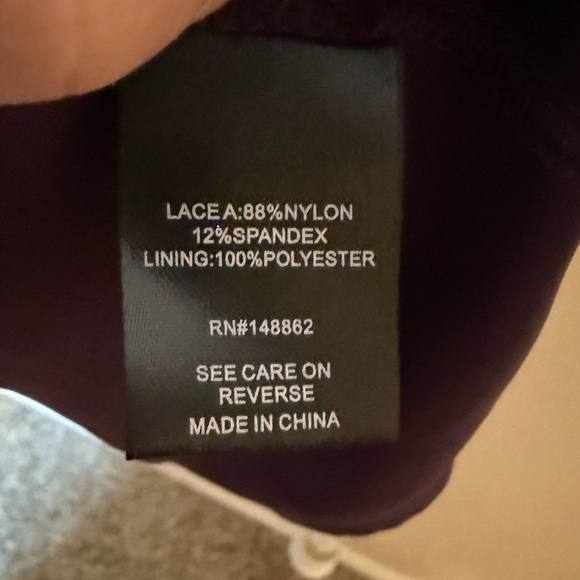 LACE A:88%NYLON
12%SPANDEX
LINING:100%POLYESTER
RN#148862
SEE CARE ON
REVERSE
MADE IN CHINA